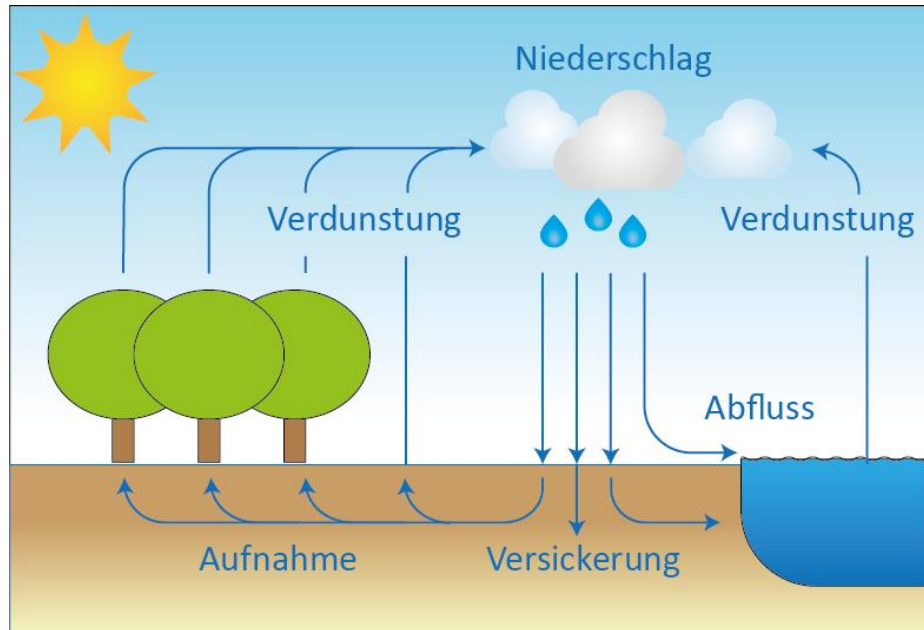 Niederschlag
Verdunstung
Verdunstung
Abfluss
Aufnahme
Versickerung